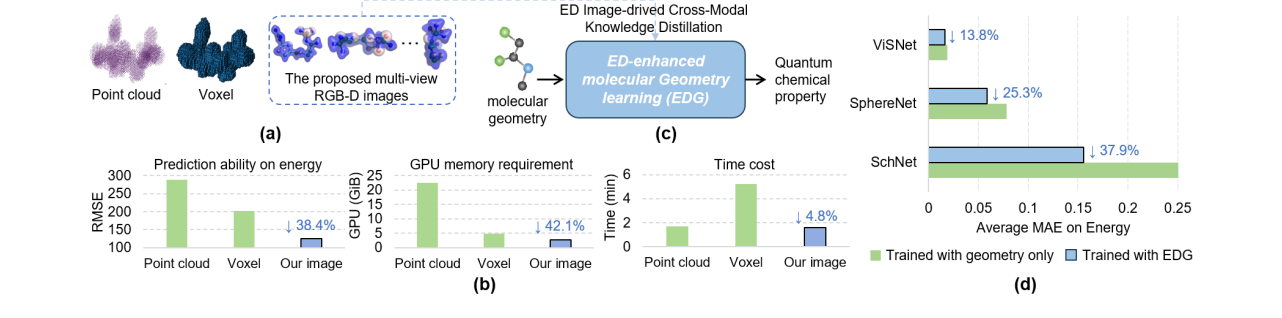 ED Image-drived Cross-Modal
Knowledge Distillation
Point cloud
Voxel
...
The proposed multi-view
RGB-D images
(a)
molecular
geometry
ED-enhanced
molecular Geometry
learning (EDG)
Quantum
chemical
property
(c)
Prediction ability on energy
RMSE
300
250
200
150
100
↓ 38.4%
Point cloud
Voxel
Our image
GPU memory requirement
GPU (GiB)
25
20
15
10
5
0
↓ 42.1%
Point cloud
Voxel
Our image
Time cost
Time (min)
6
4
2
0
↓ 4.8%
Point cloud
Voxel
Our image
(b)
ViSNet
↓ 13.8%
SphereNet
↓ 25.3%
SchNet
↓ 37.9%
0 0.05 0.1 0.15 0.2 0.25
Average MAE on Energy
Trained with geometry only
Trained with EDG
(d)